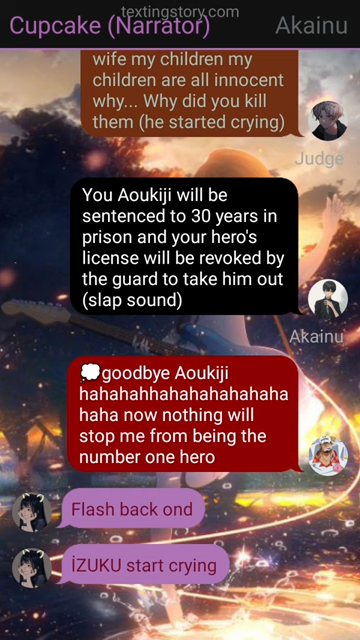 textingstory.com
Cupcake (Narrator) Akainu
wife my children my
children are all innocent
why... Why did you kill
them (he started crying)
Judge
You Aoukiji will be
sentenced to 30 years in
prison and your hero's
license will be revoked by
the guard to take him out
(slap sound)
Akainu
💭goodbye Aoukiji
hahahahhahahahahahaha
haha now nothing will
stop me from being the
number one hero
Flash back ond
İZUKU start crying